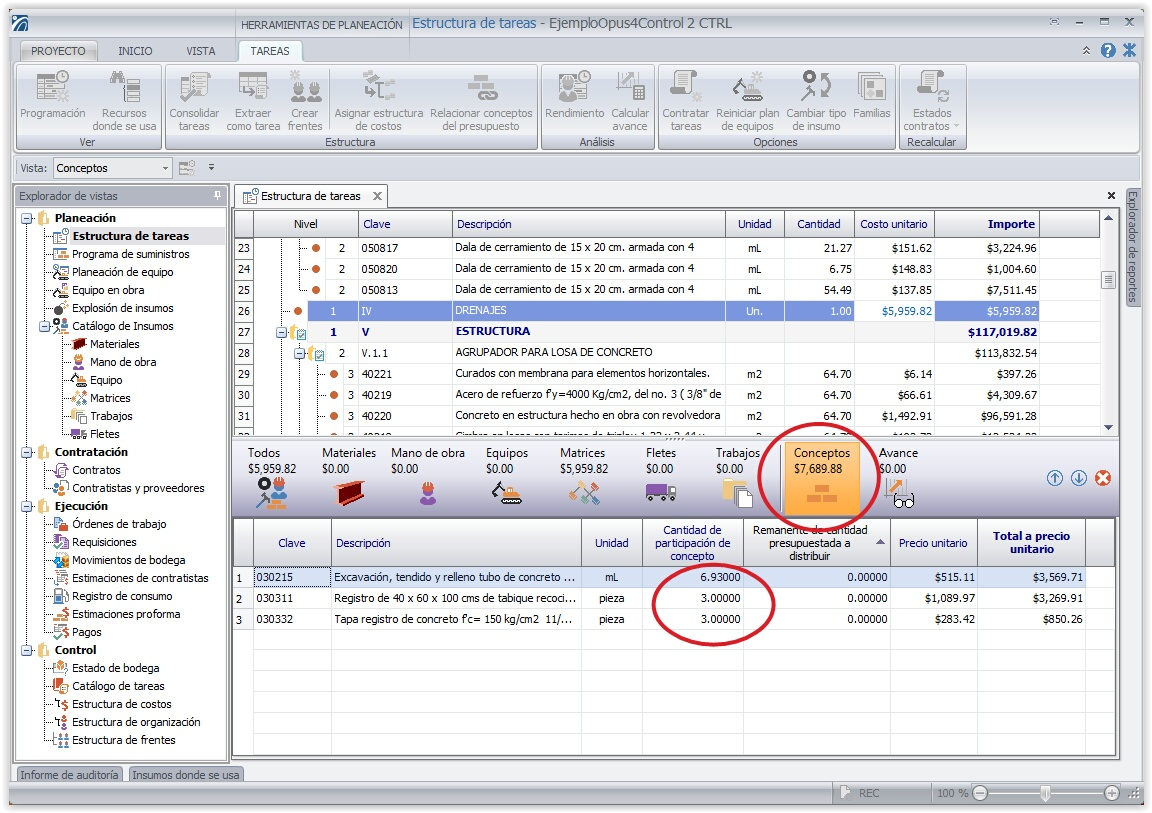 HERRAMIENTAS DE PLANEACIÓN
Estructura de tareas - EjemploOpus4Control 2 CTRL
PROYECTO INICIO VISTA TAREAS
Programación
Recursos donde se usa
Ver
Consolidar tareas
Extraer como tarea
Crear frentes
Asignar estructura de costos
Relacionar conceptos del presupuesto
Estructura
Rendimiento
Calcular avance
Análisis
Contratar tareas
Reiniciar plan de equipos
Cambiar tipo de insumo
Familias
Opciones
Estados contratos
Recalcular
Vista: Conceptos
Explorador de vistas
Planeación
Estructura de tareas
Programa de suministros
Planeación de equipo
Equipo en obra
Explosión de insumos
Catálogo de Insumos
Materiales
Mano de obra
Equipo
Matrices
Trabajos
Fletes
Contratación
Contratos
Contratistas y proveedores
Ejecución
Órdenes de trabajo
Requisiciones
Movimientos de bodega
Estimaciones de contratistas
Registro de consumo
Estimaciones proforma
Pagos
Control
Estado de bodega
Catálogo de tareas
Estructura de costos
Estructura de organización
Estructura de frentes
Informe de auditoría Insumos donde se usa
Estructura de tareas
Explorador de reportes
Nivel Clave Descripción Unidad Cantidad Costo unitario Importe
23 2 050817 Dala de cerramiento de 15 x 20 cm. armada con 4 mL 21.27 $151.62 $3,224.96
24 2 050820 Dala de cerramiento de 15 x 20 cm. armada con 4 mL 6.75 $148.83 $1,004.60
25 2 050813 Dala de cerramiento de 15 x 20 cm. armada con 4 mL 54.49 $137.85 $7,511.45
26 1 IV DRENAJES Un. 1.00 $5,959.82 $5,959.82
27 1 V ESTRUCTURA $117,019.82
28 2 V.1.1 AGRUPADOR PARA LOSA DE CONCRETO $113,832.54
29 3 40221 Curados con membrana para elementos horizontales. m2 64.70 $6.14 $397.26
30 3 40219 Acero de refuerzo f'y=4000 Kg/cm2, del no. 3 ( 3/8" de m2 64.70 $66.61 $4,309.67
31 3 40220 Concreto en estructura hecho en obra con revolvedora m2 64.70 $1,492.91 $96,591.28
Todos $5,959.82
Materiales $0.00
Mano de obra $0.00
Equipos $0.00
Matrices $5,959.82
Fletes $0.00
Trabajos $0.00
Conceptos $7,689.88
Avance $0.00
Clave Descripción Unidad Cantidad de participación de concepto Remanente de cantidad presupuestada a distribuir Precio unitario Total a precio unitario
1 030215 Excavación, tendido y relleno tubo de concreto ... mL 6.93000 0.00000 $515.11 $3,569.71
2 030311 Registro de 40 x 60 x 100 cms de tabique recoci... pieza 3.00000 0.00000 $1,089.97 $3,269.91
3 030332 Tapa registro de concreto f'c= 150 kg/cm2 11/... pieza 3.00000 0.00000 $283.42 $850.26
REC 100 %